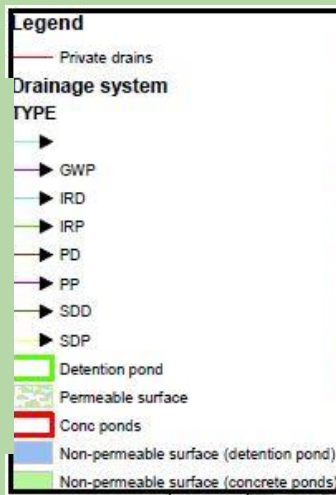 Legend
Private drains
Drainage system
TYPE
GWP
IRD
IRP
PD
PP
SDD
SDP
Detention pond
Permeable surface
Conc ponds
Non-permeable surface (detention pond)
Non-permeable surface (concrete ponds)